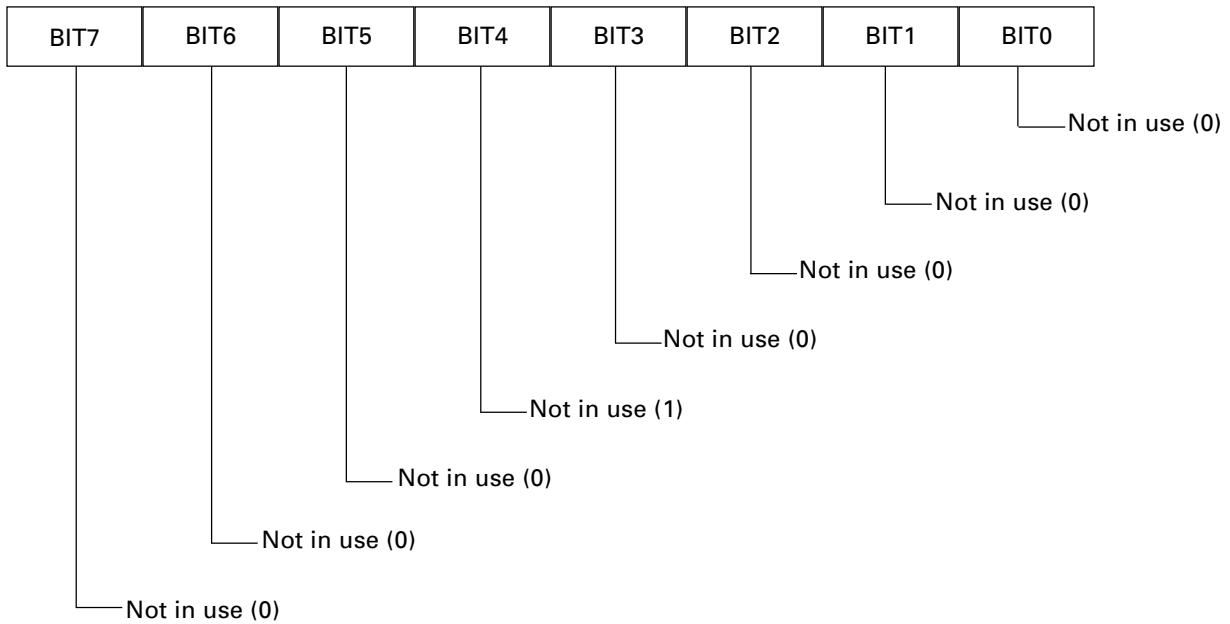 BIT7 BIT6 BIT5 BIT4 BIT3 BIT2 BIT1 BIT0
Not in use (0)
Not in use (0)
Not in use (0)
Not in use (0)
Not in use (1)
Not in use (0)
Not in use (0)
Not in use (0)